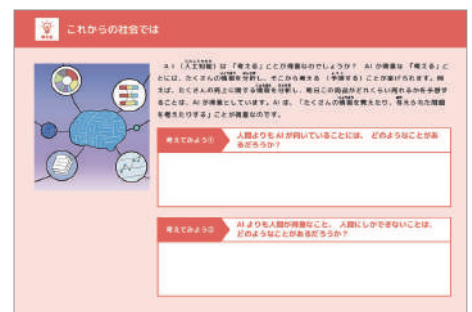 これからの社会では
AI（人工知能）は「考える」ことが得意なのでしょうか？ AIが得意な「考える」こ
とには、たくさんの情報を分析し、そこから考える（予想する）ことが挙げられます。例
えば、たくさんの売上に関する情報を分析し、毎日この商品がどれくらい売れるかを予想す
ることは、AIが得意としています。AIは、「たくさんの情報を覚えたり、与えられた問題
を考えたりする」ことが得意なのです。
考えてみよう①
人間よりもAIが向いていることには、どのようなことがあ
るだろうか？
考えてみよう②
AIよりも人間が得意なこと、人間にしかできないことは、
どのようなことがあるだろうか？